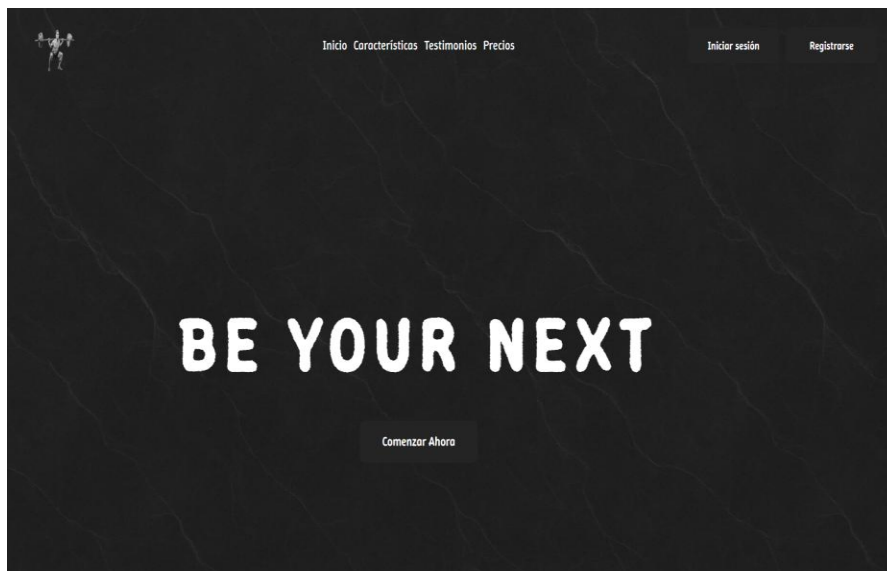 Inicio Características Testimonios Precios
Iniciar sesión
Registrarse
BE YOUR NEXT
Comenzar Ahora